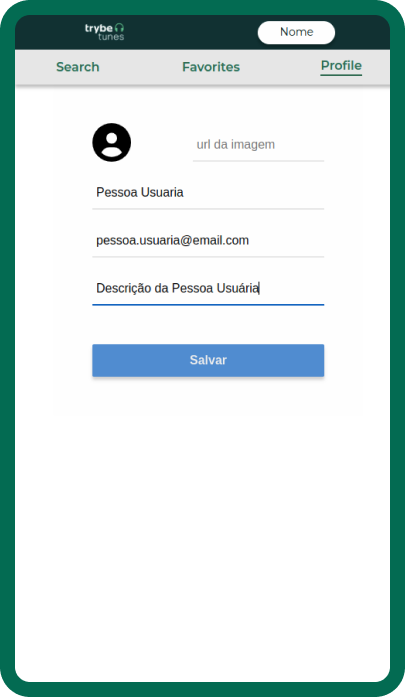 trybe
tunes
Nome
Search Favorites Profile
url da imagem
Pessoa Usuaria
pessoa.usuaria@email.com
Descrição da Pessoa Usuária
Salvar